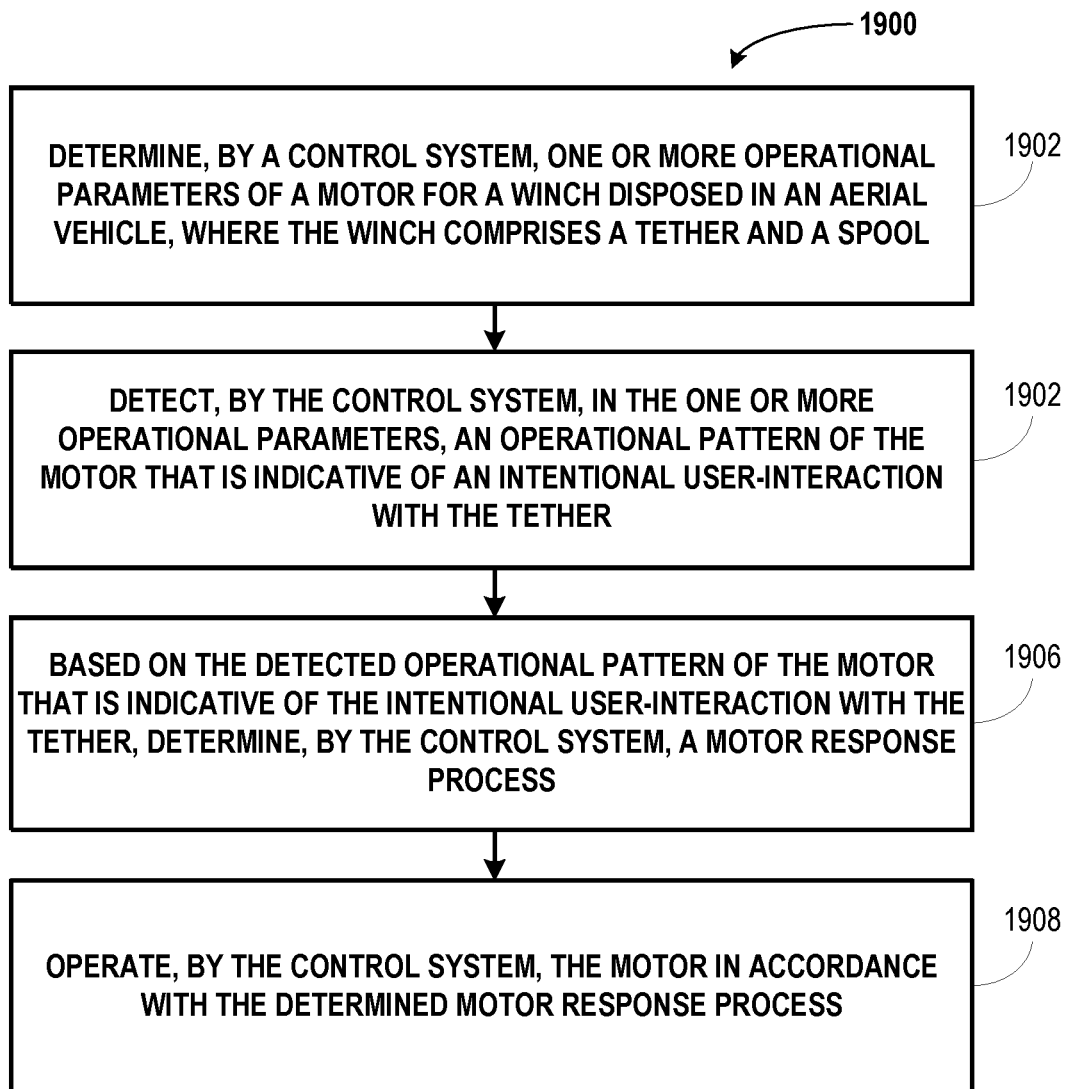 1900
DETERMINE, BY A CONTROL SYSTEM, ONE OR MORE OPERATIONAL
PARAMETERS OF A MOTOR FOR A WINCH DISPOSED IN AN AERIAL
VEHICLE, WHERE THE WINCH COMPRISES A TETHER AND A SPOOL
1902
DETECT, BY THE CONTROL SYSTEM, IN THE ONE OR MORE
OPERATIONAL PARAMETERS, AN OPERATIONAL PATTERN OF THE
MOTOR THAT IS INDICATIVE OF AN INTENTIONAL USER-INTERACTION
WITH THE TETHER
1902
BASED ON THE DETECTED OPERATIONAL PATTERN OF THE MOTOR
THAT IS INDICATIVE OF THE INTENTIONAL USER-INTERACTION WITH THE
TETHER, DETERMINE, BY THE CONTROL SYSTEM, A MOTOR RESPONSE
PROCESS
1906
OPERATE, BY THE CONTROL SYSTEM, THE MOTOR IN ACCORDANCE
WITH THE DETERMINED MOTOR RESPONSE PROCESS
1908